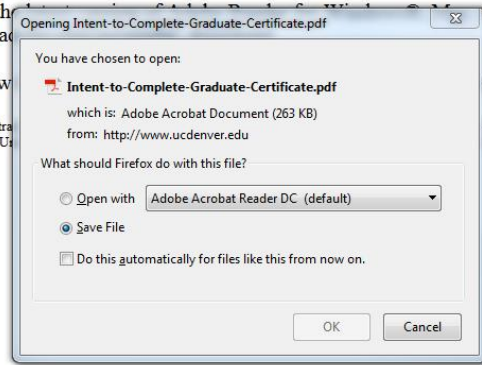 Opening Intent-to-Complete-Graduate-Certificate.pdf
You have chosen to open:
Intent-to-Complete-Graduate-Certificate.pdf
which is: Adobe Acrobat Document (263 KB)
from: http://www.ucdenver.edu
What should Firefox do with this file?
Open with Adobe Acrobat Reader DC (default)
Save File
Do this automatically for files like this from now on.
OK Cancel